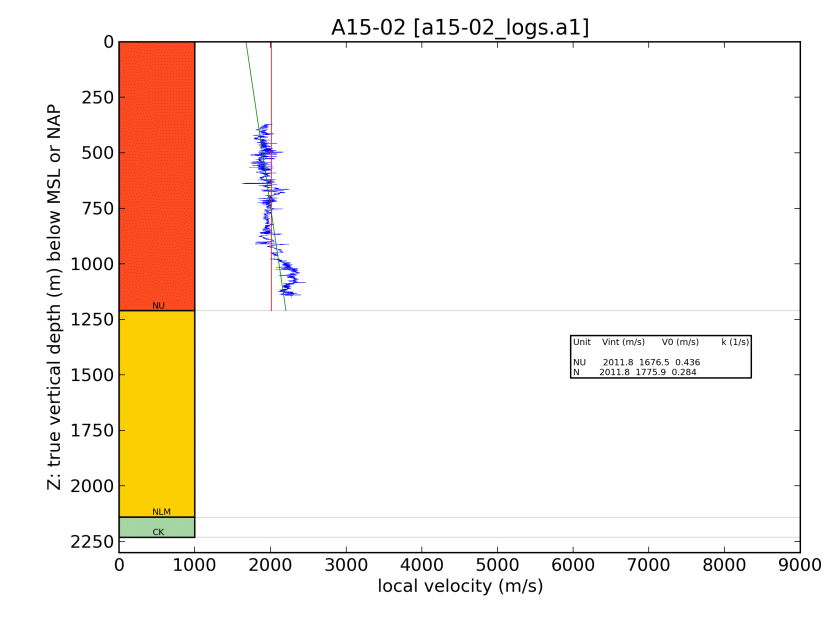 A15-02 [a15-02_logs.a1]
Z: true vertical depth (m) below MSL or NAP
0
250
500
750
1000
1250
1500
1750
2000
2250
NU
NLM
CK
Unit Vint (m/s) V0 (m/s) k (1/s)
NU 2011.8 1676.5 0.436
N 2011.8 1775.9 0.284
0 1000 2000 3000 4000 5000 6000 7000 8000 9000
local velocity (m/s)